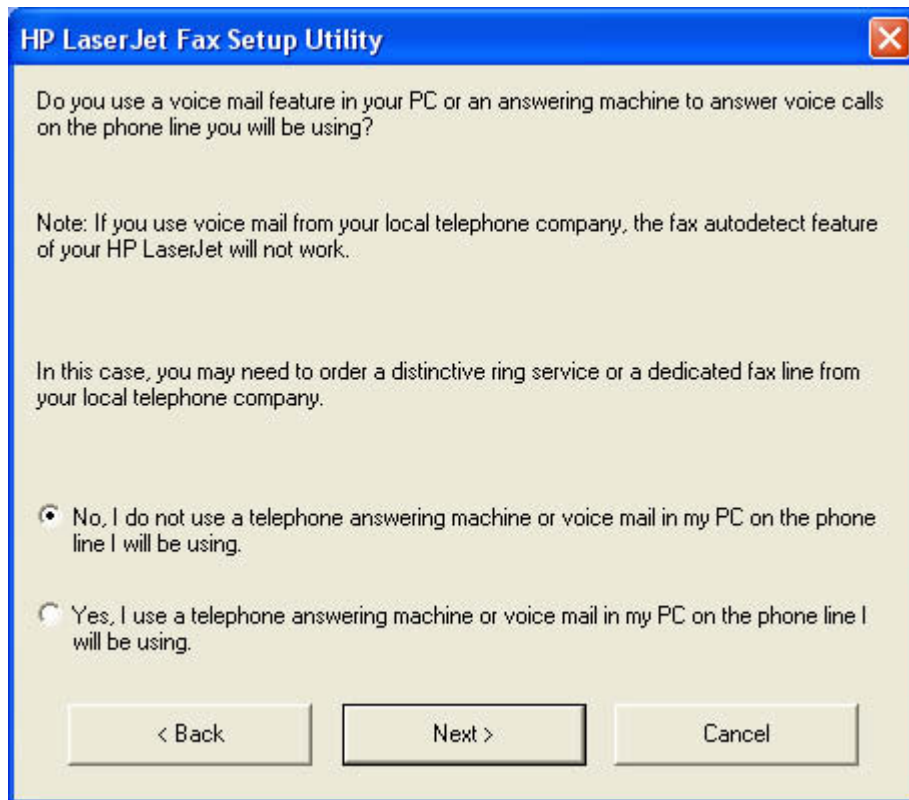 HP LaserJet Fax Setup Utility
Do you use a voice mail feature in your PC or an answering machine to answer voice calls
on the phone line you will be using?
Note: If you use voice mail from your local telephone company, the fax autodetect feature
of your HP LaserJet will not work.
In this case, you may need to order a distinctive ring service or a dedicated fax line from
your local telephone company.
No, I do not use a telephone answering machine or voice mail in my PC on the phone
line I will be using.
Yes, I use a telephone answering machine or voice mail in my PC on the phone line I
will be using.
< Back
Next >
Cancel